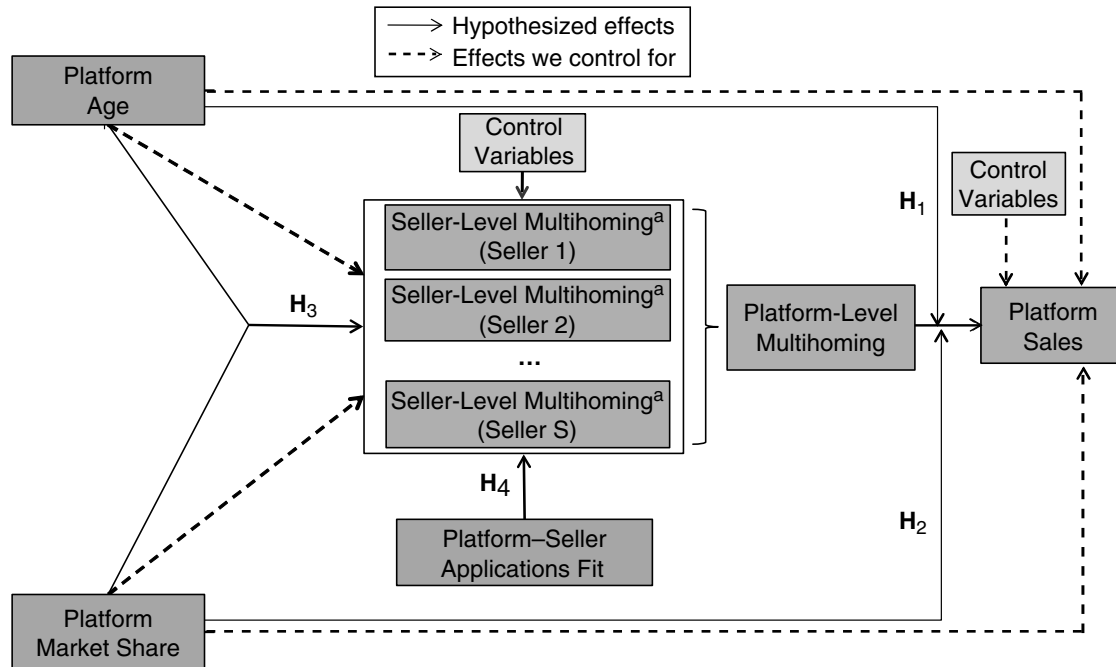 Hypothesized effects
Effects we control for
Platform
Age
Control
Variables
Control
Variables
H1
Seller-Level Multihoming^a
(Seller 1)
H3
Seller-Level Multihoming^a
(Seller 2)
Platform-Level
Multihoming
Platform
Sales
...
Seller-Level Multihoming^a
(Seller S)
H4
H2
Platform–Seller
Applications Fit
Platform
Market Share